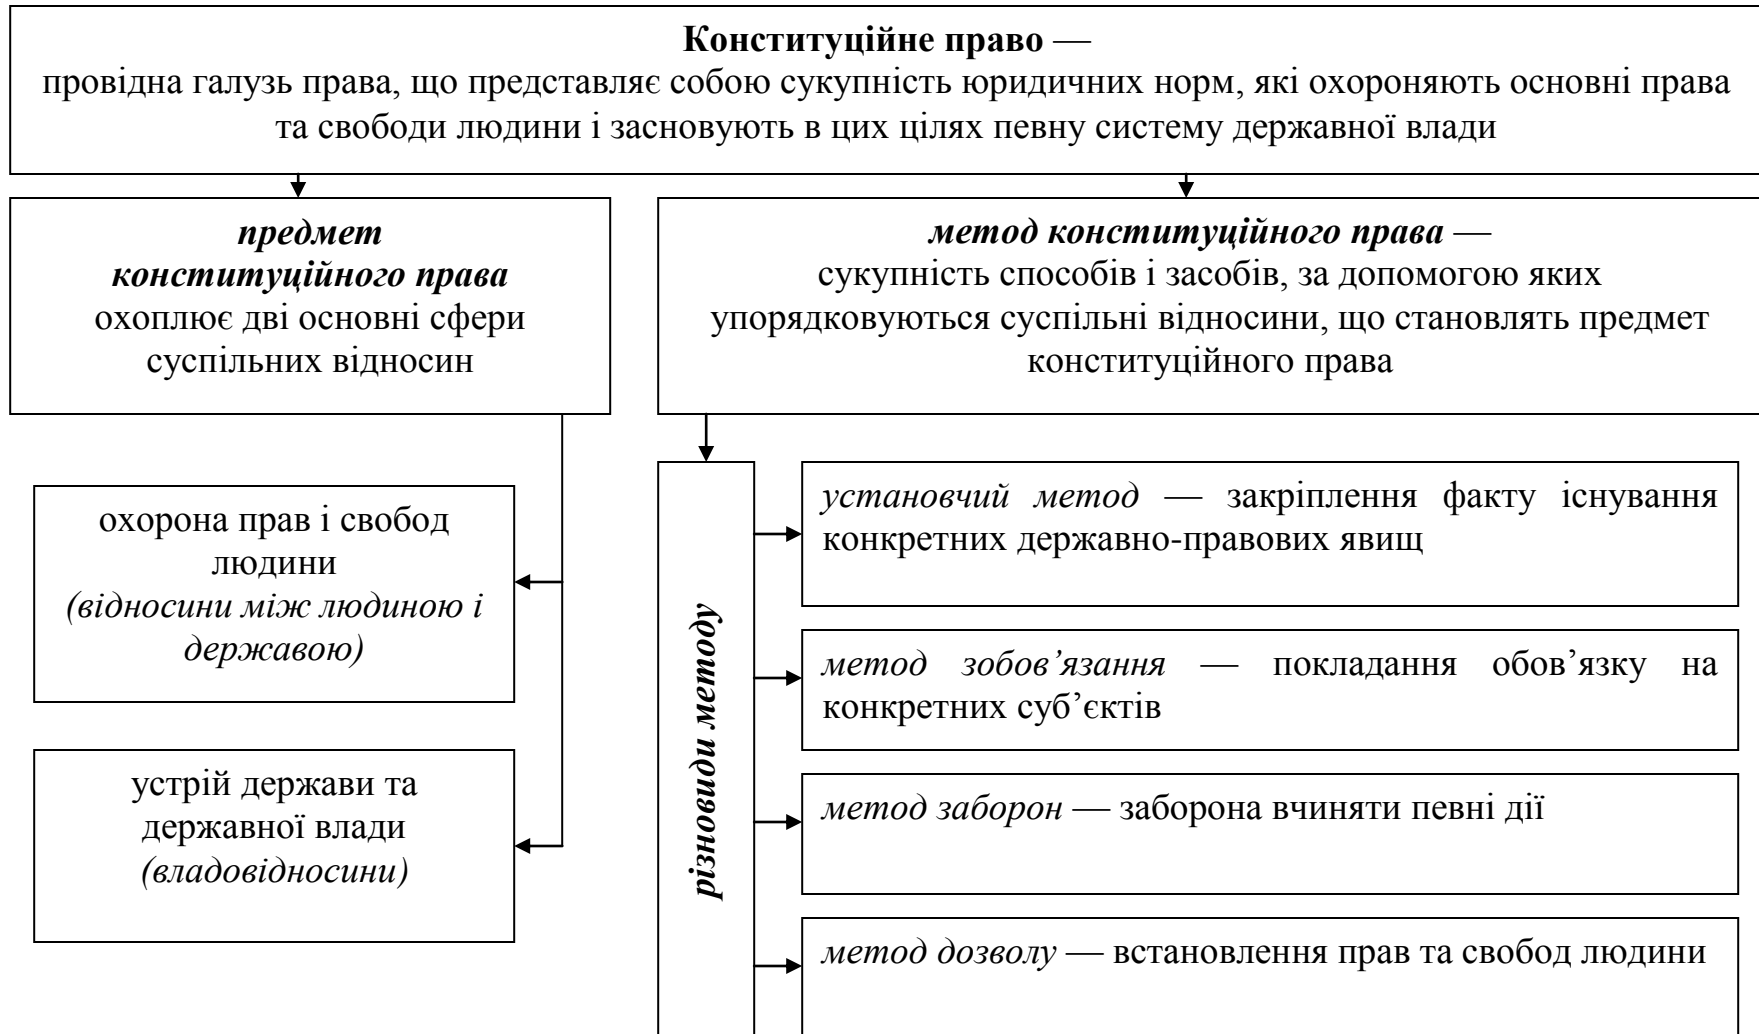 Конституційне право —
провідна галузь права, що представляє собою сукупність юридичних норм, які охороняють основні права
та свободи людини і засновують в цих цілях певну систему державної влади
предмет
конституційного права
охоплює дві основні сфери
суспільних відносин
метод конституційного права —
сукупність способів і засобів, за допомогою яких
упорядковуються суспільні відносини, що становлять предмет
конституційного права
охорона прав і свобод
людини
(відносини між людиною і
державою)
устрій держави та
державної влади
(владовідносини)
різновиди методу
установчий метод — закріплення факту існування
конкретних державно-правових явищ
метод зобов’язання — покладання обов’язку на
конкретних суб’єктів
метод заборон — заборона вчиняти певні дії
метод дозволу — встановлення прав та свобод людини